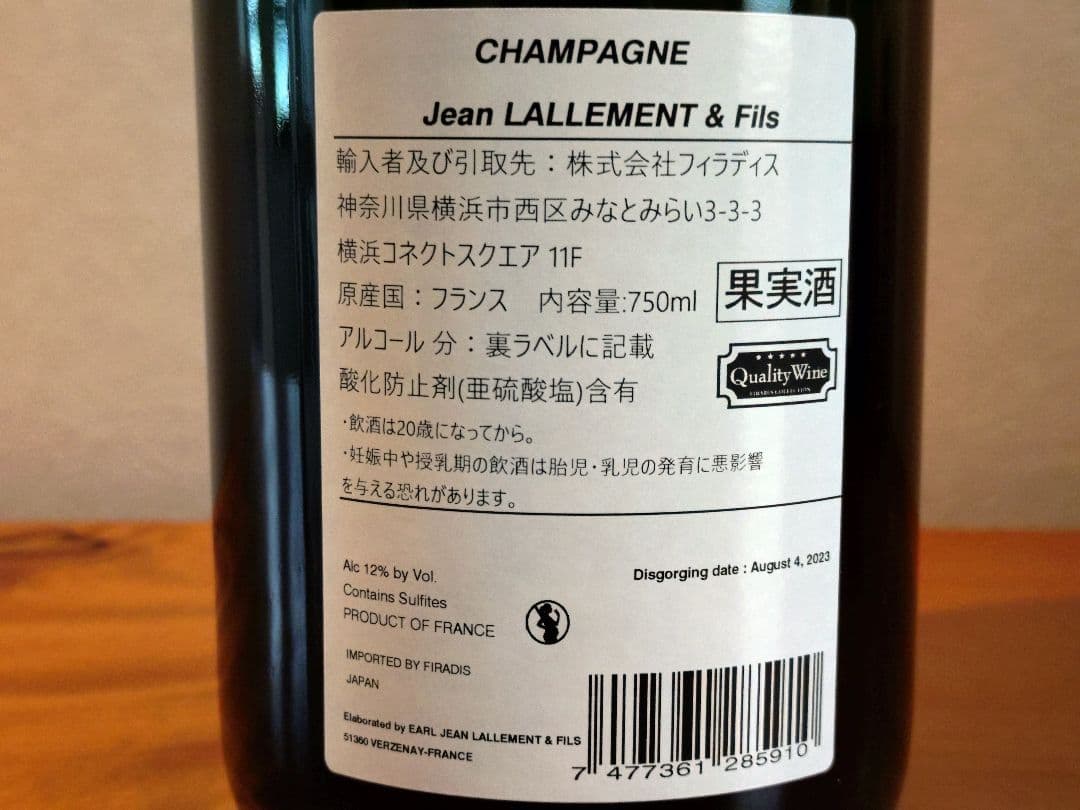 CHAMPAGNE
Jean LALLEMENT & Fils
輸入者及び引取先：株式会社フィラディス
神奈川県横浜市西区みなとみらい3-3-3
横浜コネクトスクエア 11F
原産国：フランス 内容量:750ml
果実酒
アルコール 分：裏ラベルに記載
Quality Wine
FIRADIS COLLECTION
酸化防止剤(亜硫酸塩)含有
・飲酒は20歳になってから。
・妊娠中や授乳期の飲酒は胎児・乳児の発育に悪影響
を与える恐れがあります。
Alc 12% by Vol.
Disgorging date : August 4, 2023
Contains Sulfites
PRODUCT OF FRANCE
IMPORTED BY FIRADIS
JAPAN
Elaborated by EARL JEAN LALLEMENT & FILS
51360 VERZENAY-FRANCE
7 477361 285910